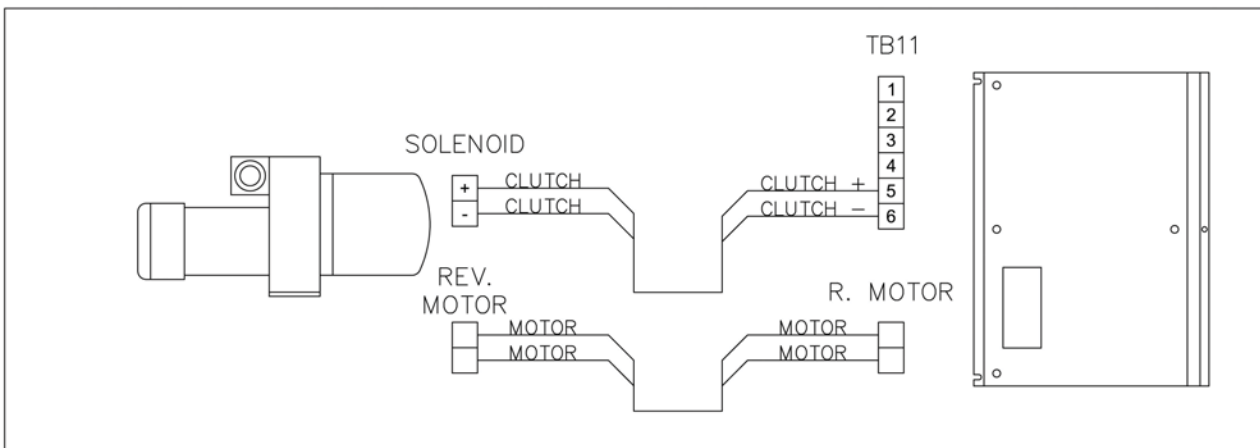 TB11
1
2
3
4
5
6
SOLENOID
+ CLUTCH
- CLUTCH
CLUTCH +
CLUTCH -
REV.
MOTOR
MOTOR
MOTOR
R. MOTOR
MOTOR
MOTOR